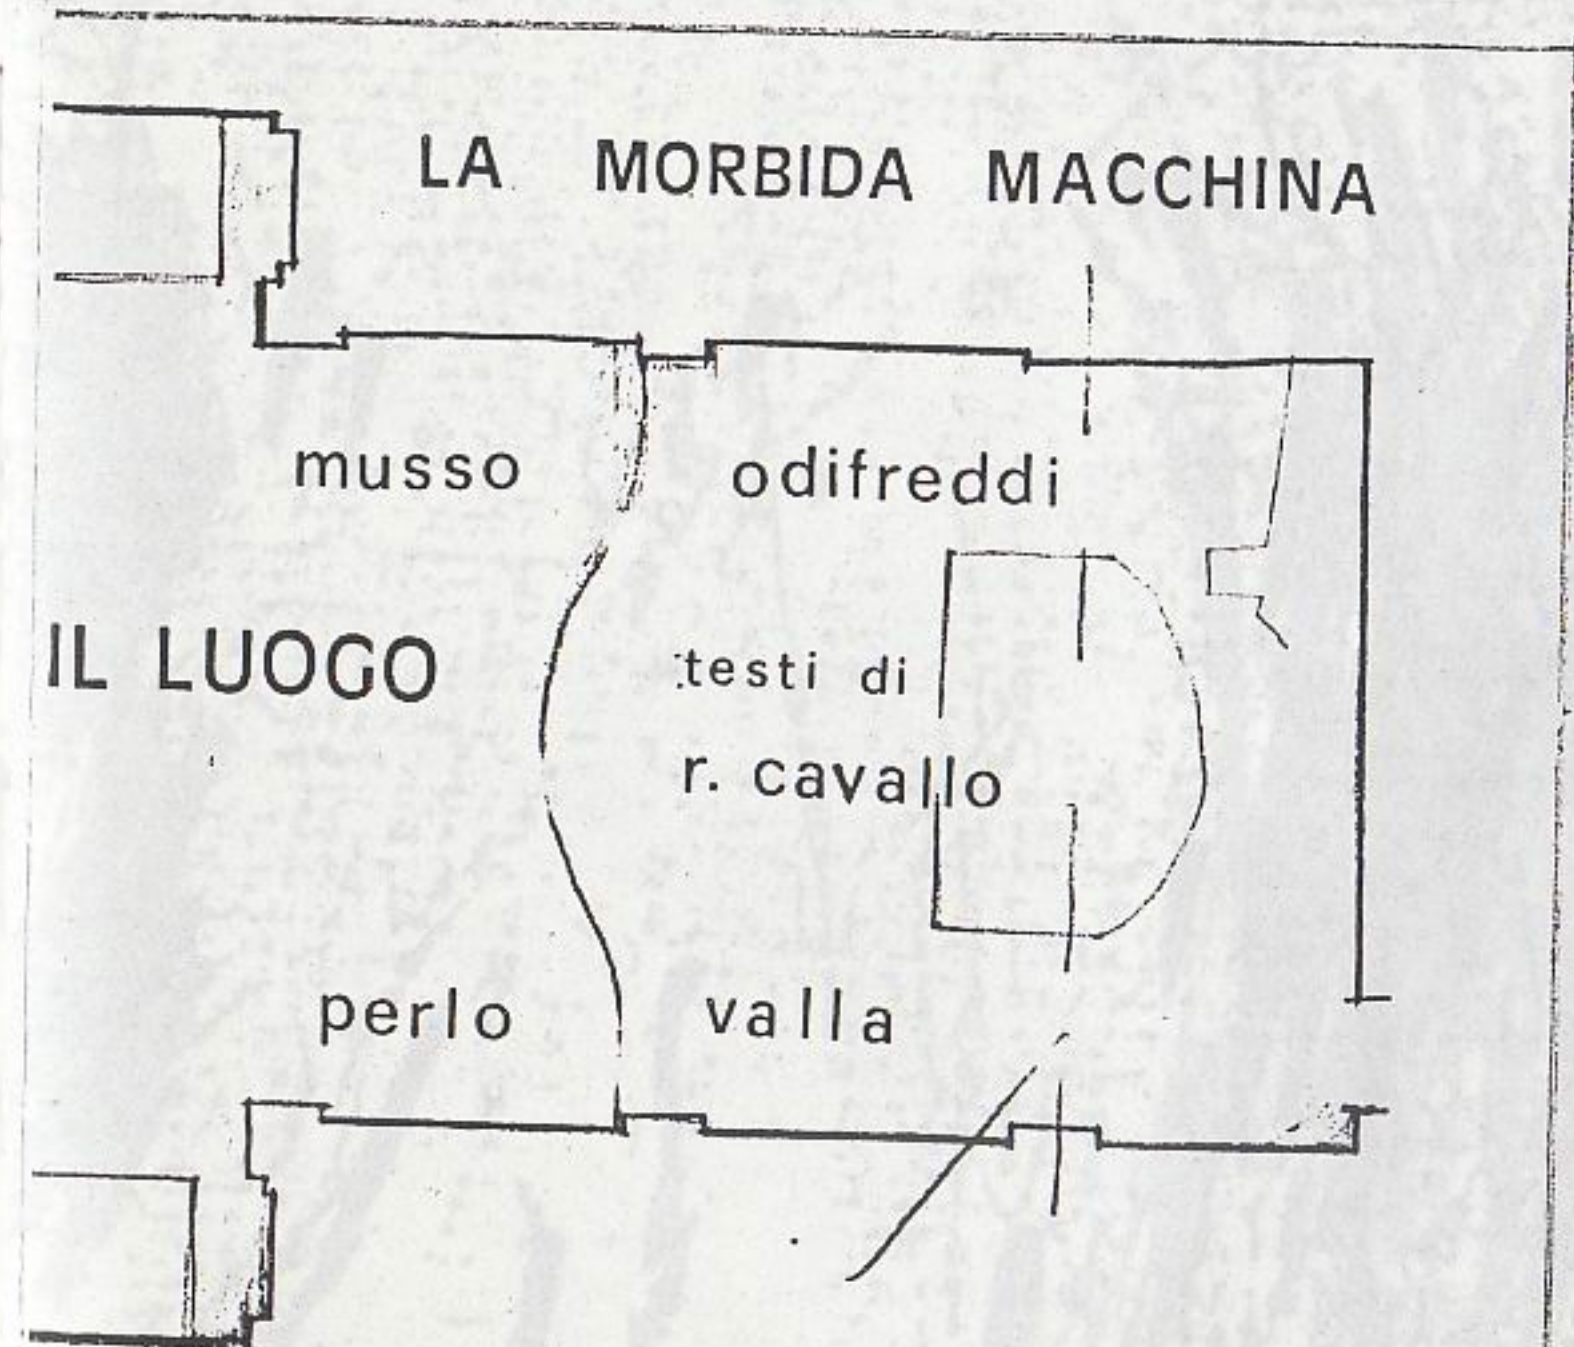 LA MORBIDA MACCHINA
musso odifreddi
IL LUOGO
testi di
r. cavallo
perlo valla